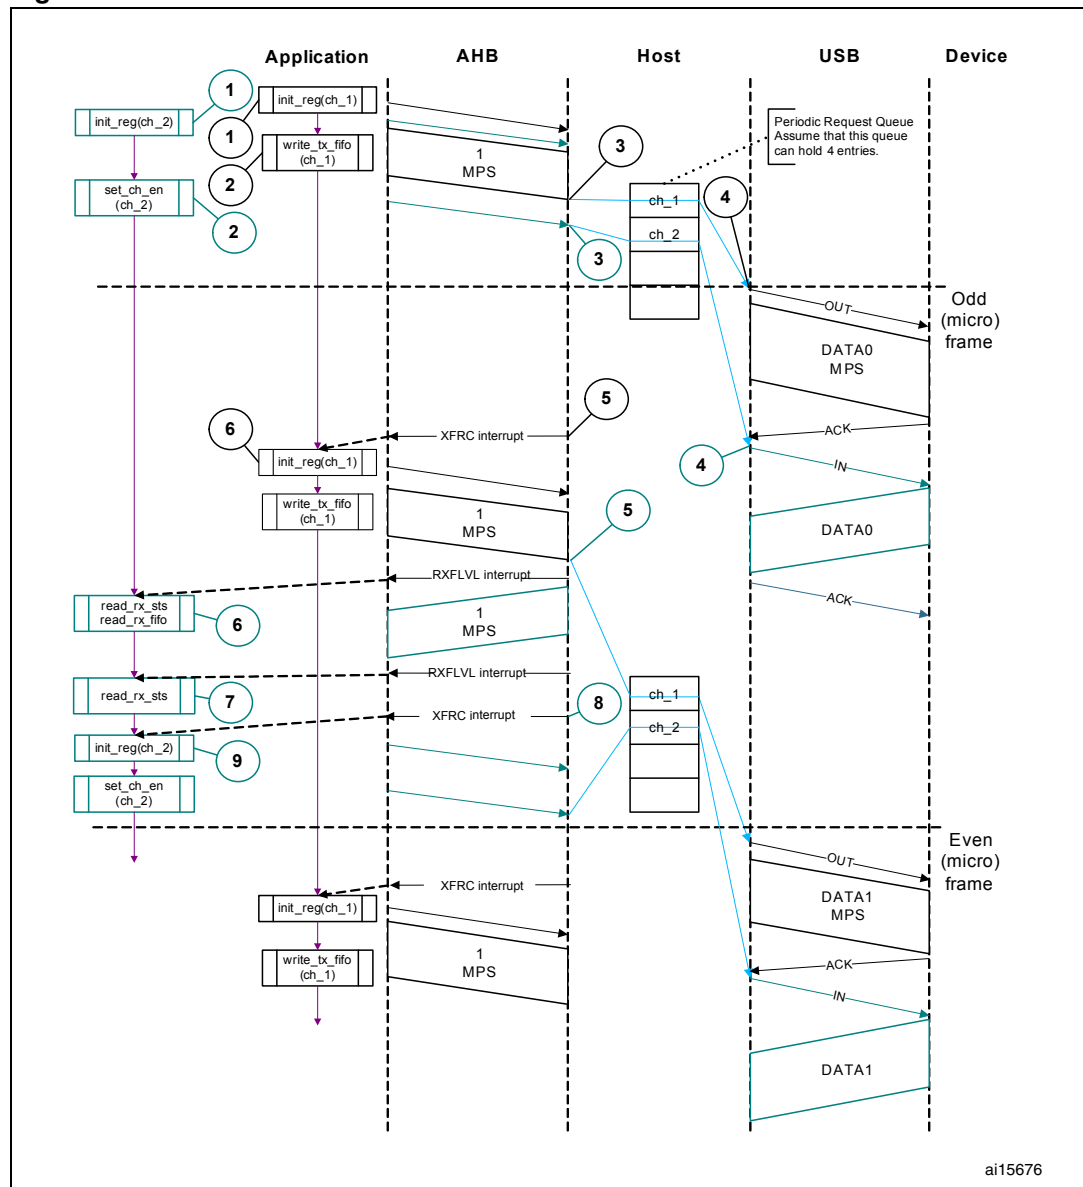 Application
AHB
Host
USB
Device
1
init_reg(ch_1)
init_reg(ch_2)
1
Periodic Request Queue
Assume that this queue
can hold 4 entries.
write_tx_fifo
(ch_1)
1
MPS
3
2
4
set_ch_en
(ch_2)
ch_1
2
ch_2
3
Odd
(micro)
frame
OUT
DATA0
MPS
5
ACK
6
XFRC interrupt
init_reg(ch_1)
4
IN
write_tx_fifo
(ch_1)
1
MPS
5
DATA0
RXFLVL interrupt
read_rx_sts
read_rx_fifo
6
1
MPS
ACK
RXFLVL interrupt
read_rx_sts
7
ch_1
8
XFRC interrupt
ch_2
init_reg(ch_2)
9
set_ch_en
(ch_2)
Even
(micro)
frame
OUT
XFRC interrupt
init_reg(ch_1)
DATA1
MPS
write_tx_fifo
(ch_1)
1
MPS
ACK
IN
DATA1
ai15676